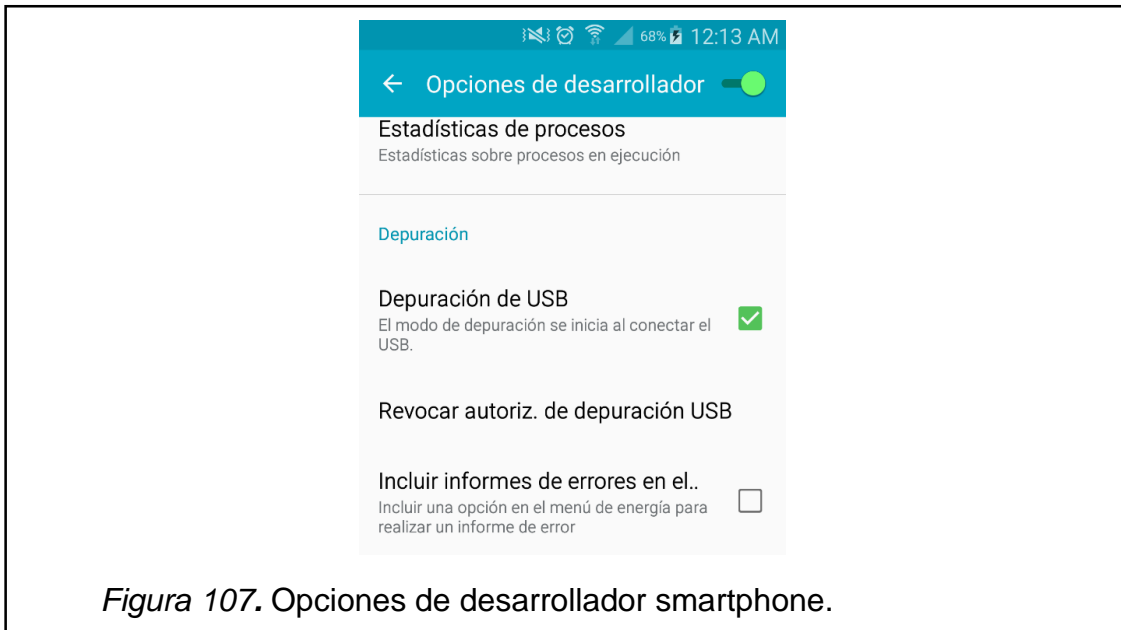 68% 12:13 AM
Opciones de desarrollador
Estadísticas de procesos
Estadísticas sobre procesos en ejecución
Depuración
Depuración de USB
El modo de depuración se inicia al conectar el
USB.
Revocar autoriz. de depuración USB
Incluir informes de errores en el..
Incluir una opción en el menú de energía para
realizar un informe de error
Figura 107. Opciones de desarrollador smartphone.